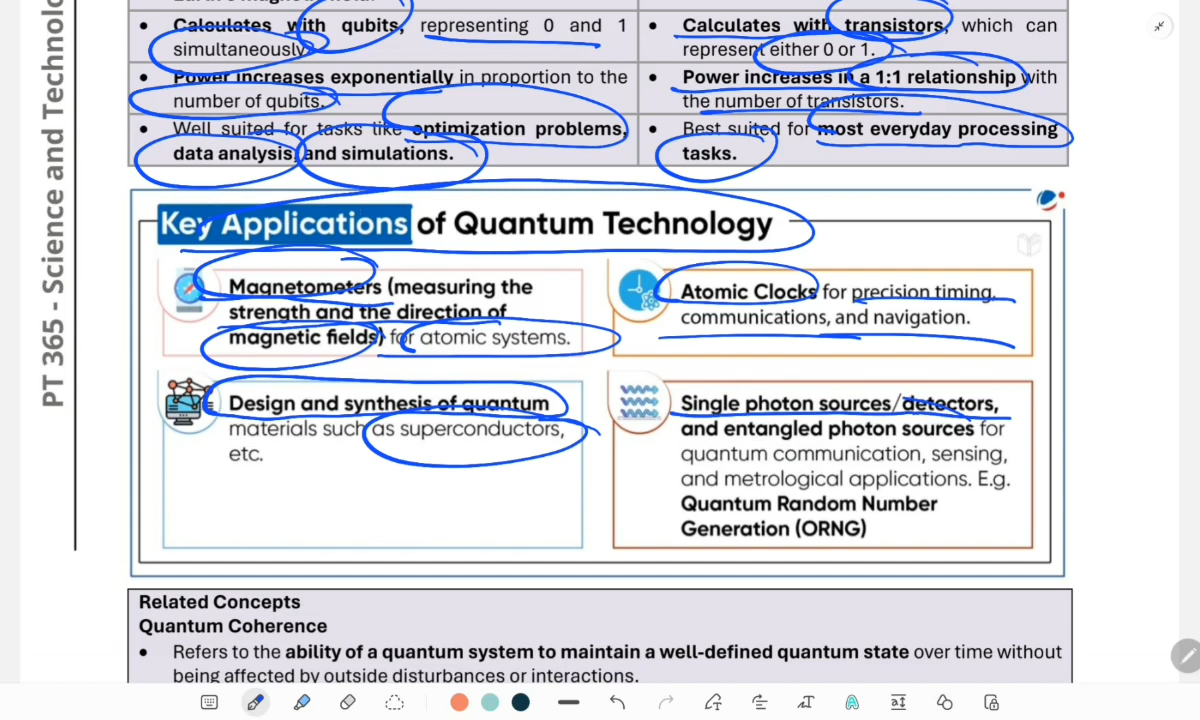 Earth's magnetic field.
• Calculates with qubits, representing 0 and 1
simultaneously.
• Calculates with transistors, which can
represent either 0 or 1.
• Power increases exponentially in proportion to the
number of qubits.
• Power increases in a 1:1 relationship with
the number of transistors.
• Well suited for tasks like optimization problems,
data analysis, and simulations.
• Best suited for most everyday processing
tasks.
Key Applications of Quantum Technology
Magnetometers (measuring the
strength and the direction of
magnetic fields) for atomic systems.
Atomic Clocks for precision timing,
communications, and navigation.
Design and synthesis of quantum
materials such as superconductors,
etc.
Single photon sources/detectors,
and entangled photon sources for
quantum communication, sensing,
and metrological applications. E.g.
Quantum Random Number
Generation (QRNG)
Related Concepts
Quantum Coherence
• Refers to the ability of a quantum system to maintain a well-defined quantum state over time without
being affected by outside disturbances or interactions.
PT 365 - Science and Technolo